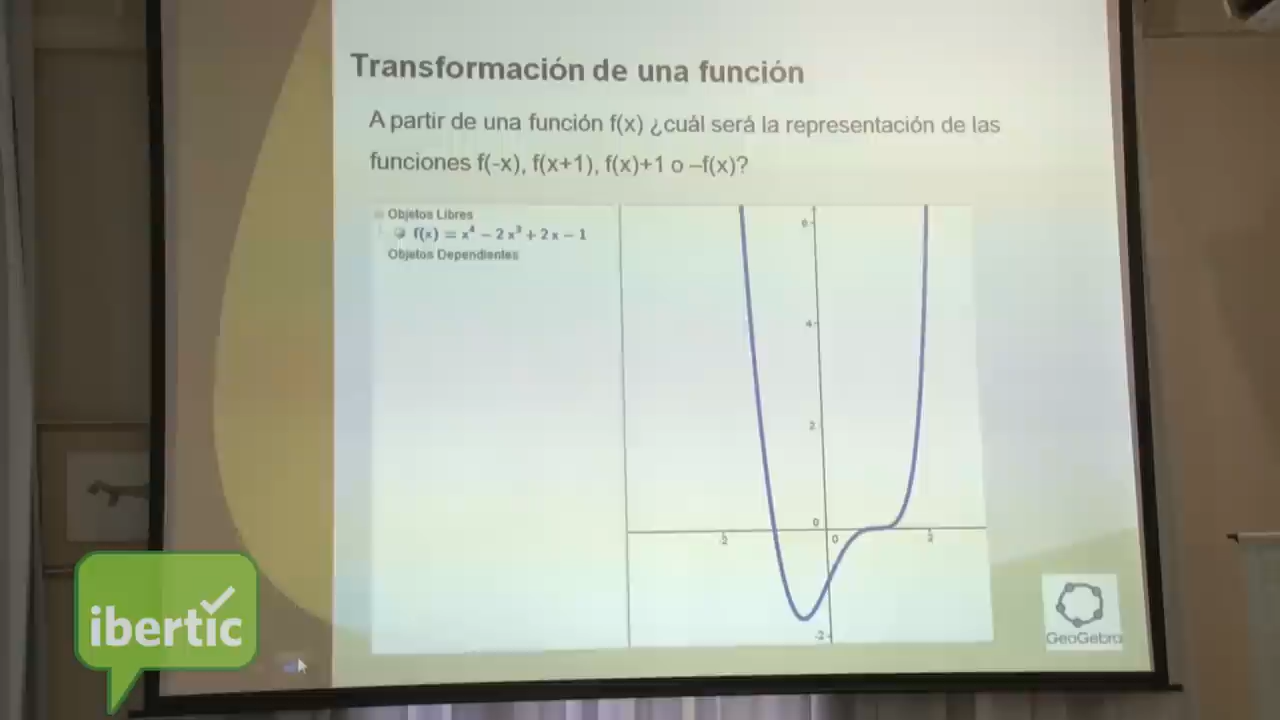 Transformación de una función
A partir de una función f(x) ¿cuál será la representación de las
funciones f(-x), f(x+1), f(x)+1 o –f(x)?
Objetos Libres
f(x) = x⁴ – 2 x³ + 2 x – 1
Objetos Dependientes
6
4
2
0
-2
0
2
-2
GeoGebra
ibertic